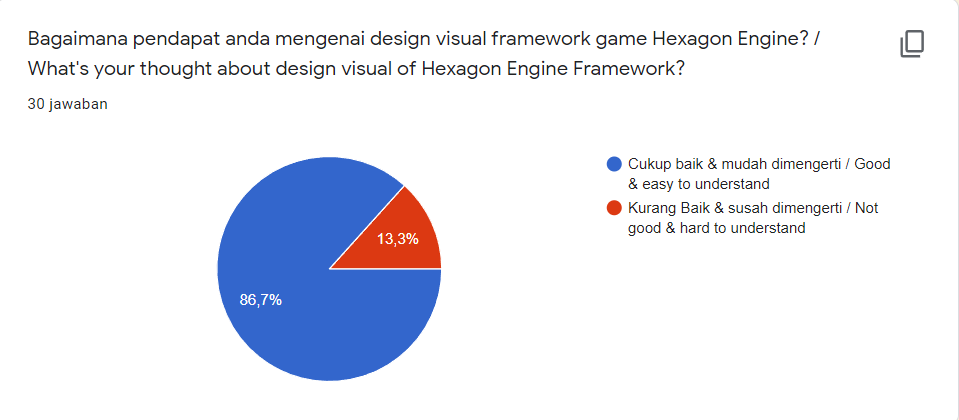 Bagaimana pendapat anda mengenai design visual framework game Hexagon Engine? /
What's your thought about design visual of Hexagon Engine Framework?
30 jawaban
Cukup baik & mudah dimengerti / Good
& easy to understand
Kurang Baik & susah dimengerti / Not
good & hard to understand
13,3%
86,7%